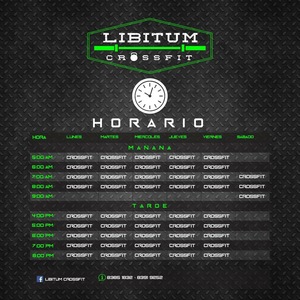 LIBITUM
CROSSFIT
HORARIO
HORA LUNES MARTES MIERCOLES JUEVES VIERNES SABADO
MAÑANA
5:00 AM CROSSFIT CROSSFIT CROSSFIT CROSSFIT CROSSFIT
6:00 AM CROSSFIT CROSSFIT CROSSFIT CROSSFIT CROSSFIT
7:00 AM CROSSFIT CROSSFIT CROSSFIT CROSSFIT CROSSFIT CROSSFIT
8:00 AM CROSSFIT CROSSFIT CROSSFIT CROSSFIT CROSSFIT CROSSFIT
9:00 AM CROSSFIT
TARDE
4:00 PM CROSSFIT CROSSFIT CROSSFIT CROSSFIT CROSSFIT
5:00 PM CROSSFIT CROSSFIT CROSSFIT CROSSFIT CROSSFIT
6:00 PM CROSSFIT CROSSFIT CROSSFIT CROSSFIT CROSSFIT
7:00 PM CROSSFIT CROSSFIT CROSSFIT CROSSFIT CROSSFIT
8:00 PM CROSSFIT CROSSFIT CROSSFIT CROSSFIT CROSSFIT
LIBITUM CROSSFIT